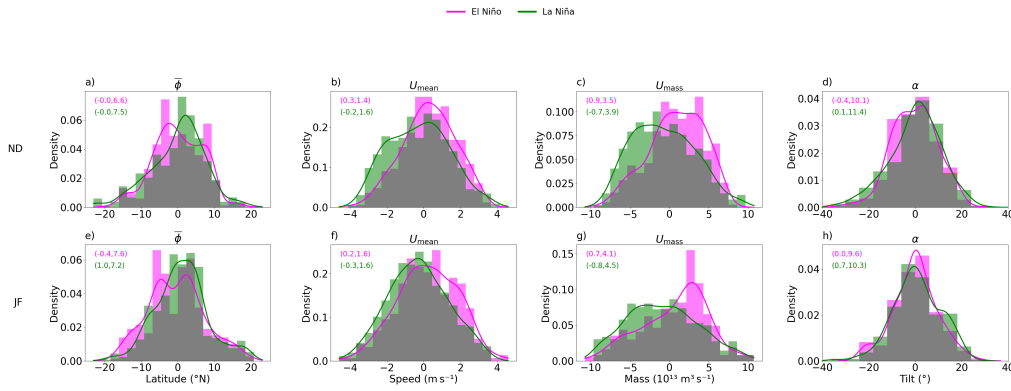 El Niño La Niña
a) ϕ̅ b) Umean c) Umass d) α
ND
Density Density Density Density
(-0.0,6.6) (0.3,1.4) (0.9,3.5) (-0.4,10.1)
(-0.0,7.5) (-0.2,1.6) (-0.7,3.9) (0.1,11.4)
0.06 0.2 0.100 0.04
0.04 0.1 0.075 0.03
0.02 0.0 0.050 0.02
0.00 0.025 0.01
0.000 0.00
−20 −10 0 10 20 −4 −2 0 2 4 −10 −5 0 5 10 −40 −20 0 20 40
e) ϕ̅ f) Umean g) Umass h) α
JF
Density Density Density Density
(-0.4,7.6) (0.2,1.6) (0.7,4.1) (0.0,9.6)
(1.0,7.2) (-0.3,1.6) (-0.8,4.5) (0.7,10.3)
0.06 0.2 0.15 0.04
0.04 0.1 0.10 0.02
0.02 0.0 0.05 0.00
0.00 0.00
−20 −10 0 10 20 −4 −2 0 2 4 −10 −5 0 5 10 −40 −20 0 20 40
Latitude (°N) Speed (m s⁻¹) Mass (10¹³ m³ s⁻¹) Tilt (°)